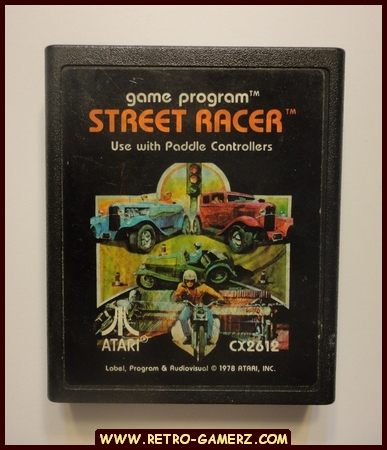 game program™
STREET RACER™
Use with Paddle Controllers
ATARI®
CX2612
Label, Program & Audiovisual © 1978 ATARI, INC.
WWW.RETRO-GAMERZ.COM